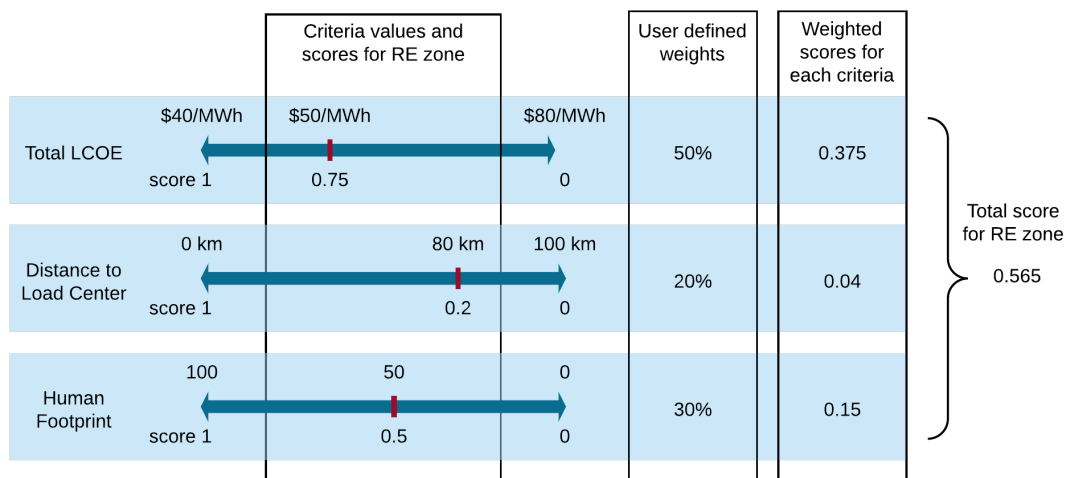 Criteria values and
scores for RE zone
User defined
weights
Weighted
scores for
each criteria
$40/MWh
$50/MWh
$80/MWh
Total LCOE
50%
0.375
score 1
0.75
0
0 km
80 km
100 km
Distance to
Load Center
20%
0.04
score 1
0.2
0
100
50
0
Human
Footprint
30%
0.15
score 1
0.5
0
Total score
for RE zone
0.565